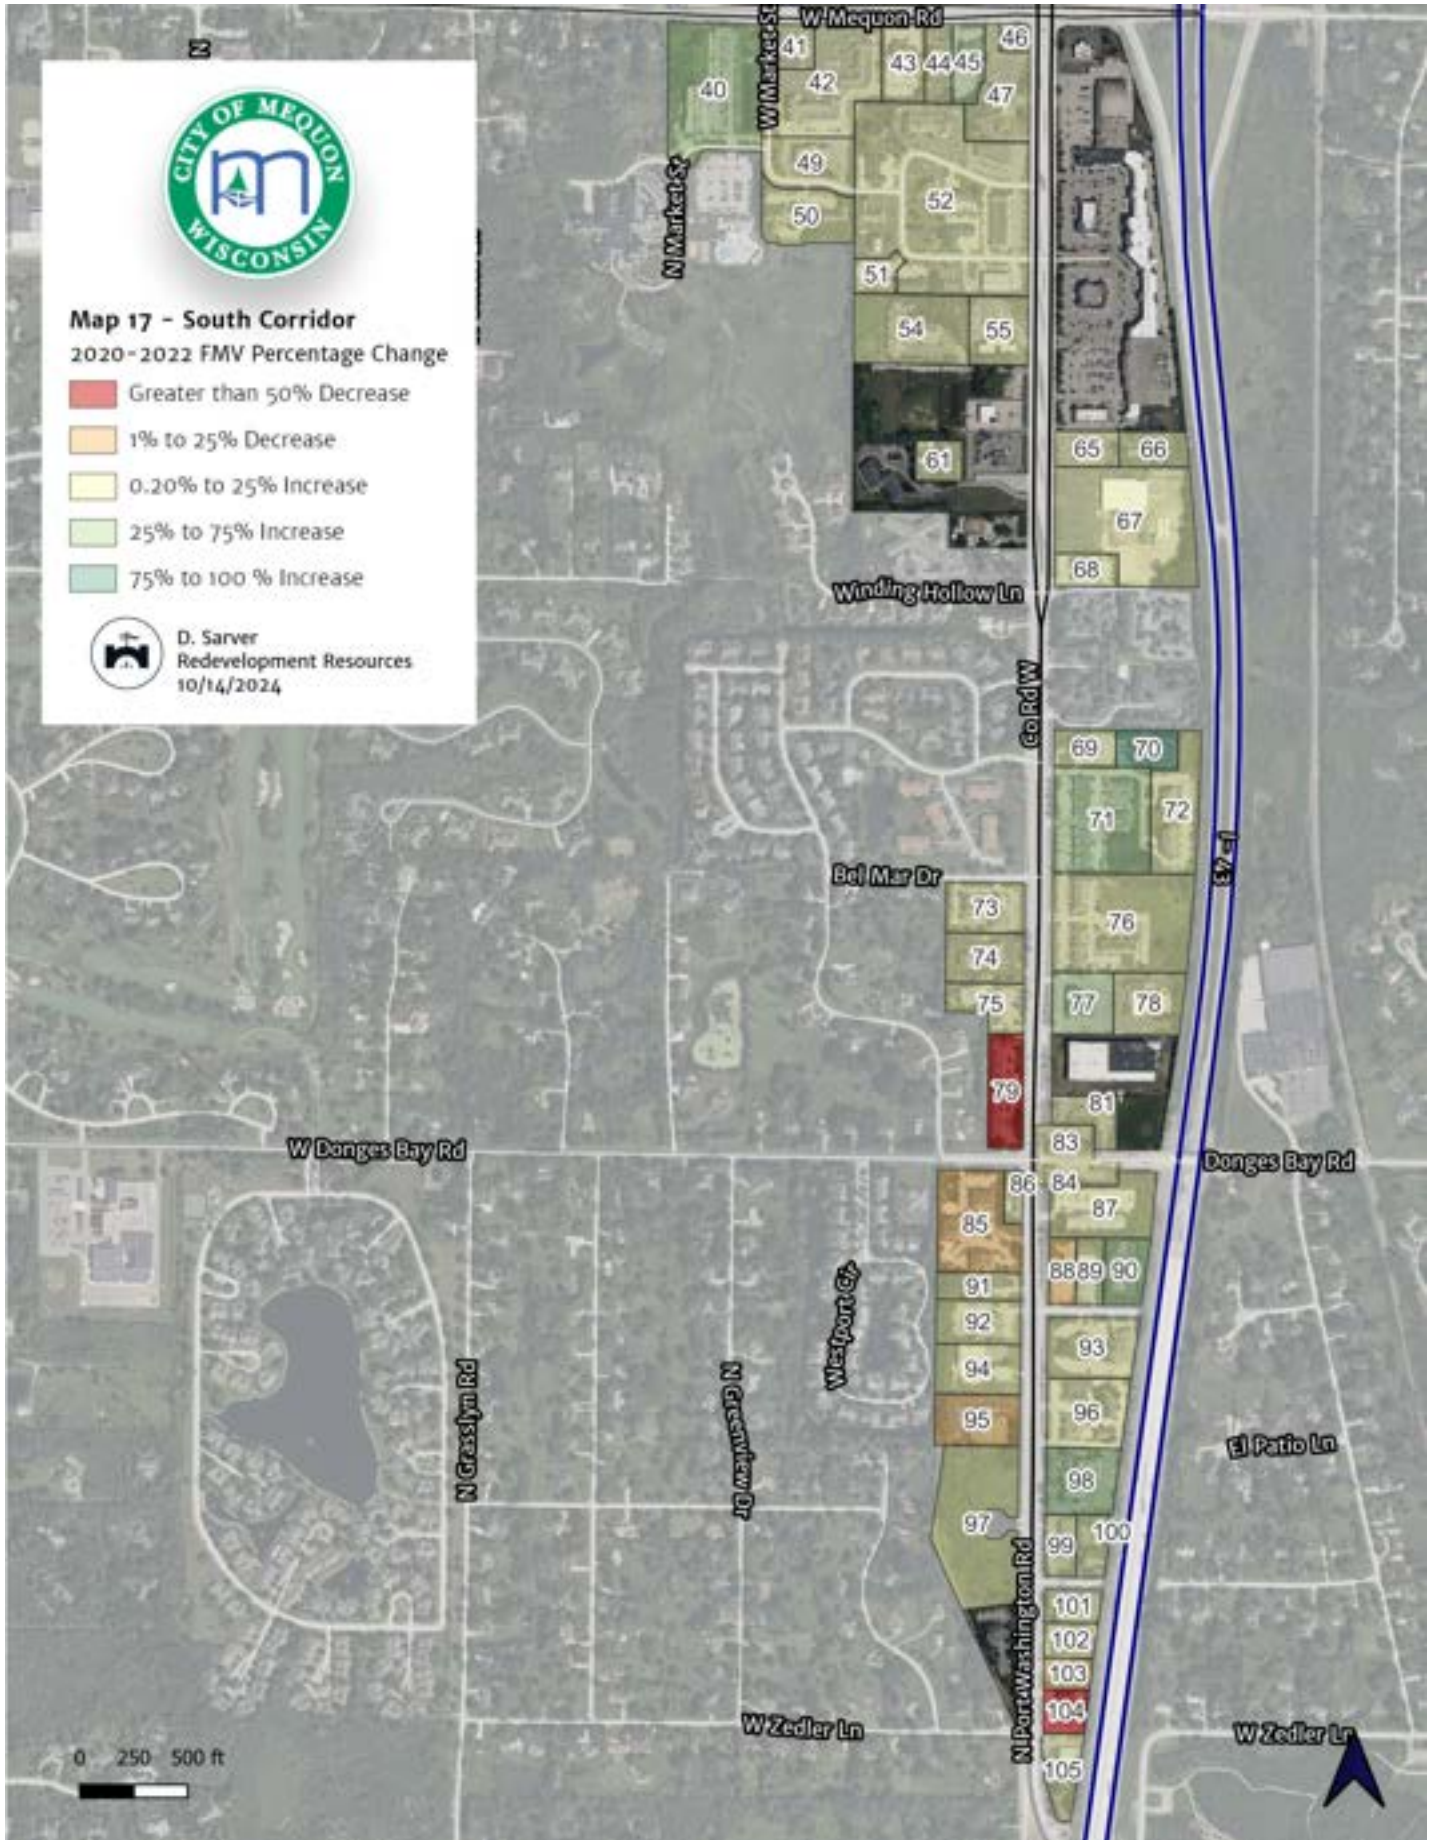 W Mequon Rd
N
W Market St
CITY OF MEQUON
WISCONSIN
Map 17 - South Corridor
2020-2022 FMV Percentage Change
Greater than 50% Decrease
1% to 25% Decrease
0.20% to 25% Increase
25% to 75% Increase
75% to 100 % Increase
D. Sarver
Redevelopment Resources
10/14/2024
40
41
42
43
44
45
46
47
N Market St
49
50
52
51
54
55
61
65
66
67
68
Winding Hollow Ln
Co Rd W
69
70
71
72
I-43
Bel Mar Dr
73
74
75
76
77
78
79
81
83
W Donges Bay Rd
Donges Bay Rd
84
85
86
87
88
89
90
91
92
93
94
95
96
Westport Cir
N Grasslyn Rd
N Greenview Dr
El Patio Ln
97
98
99
100
N Port Washington Rd
101
102
103
104
105
W Zedler Ln
W Zedler Ln
0 250 500 ft